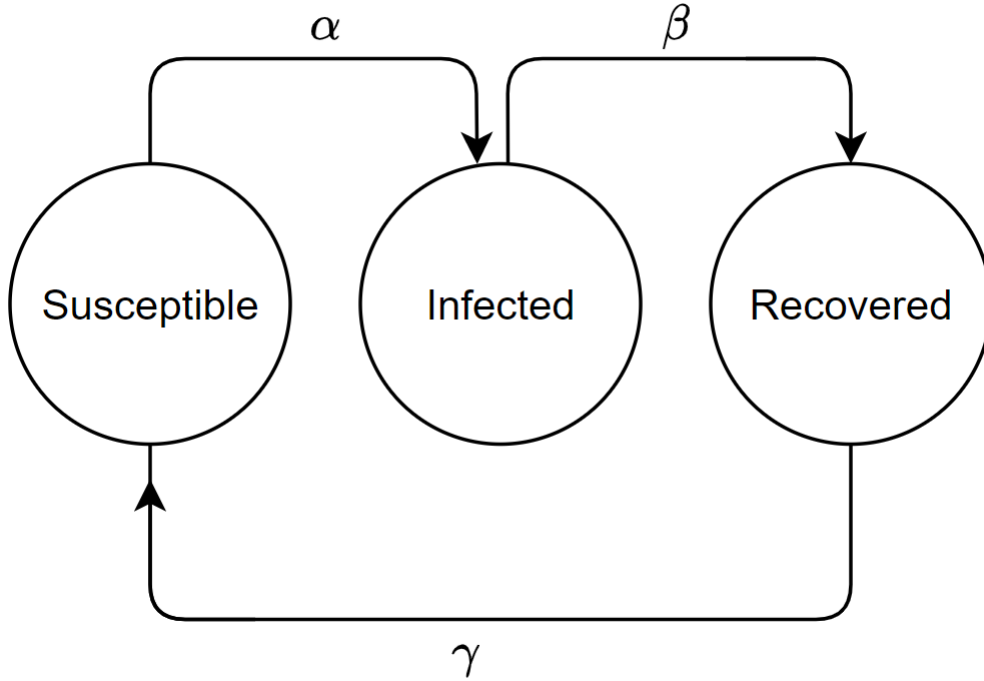 α
β
Susceptible
Infected
Recovered
γ